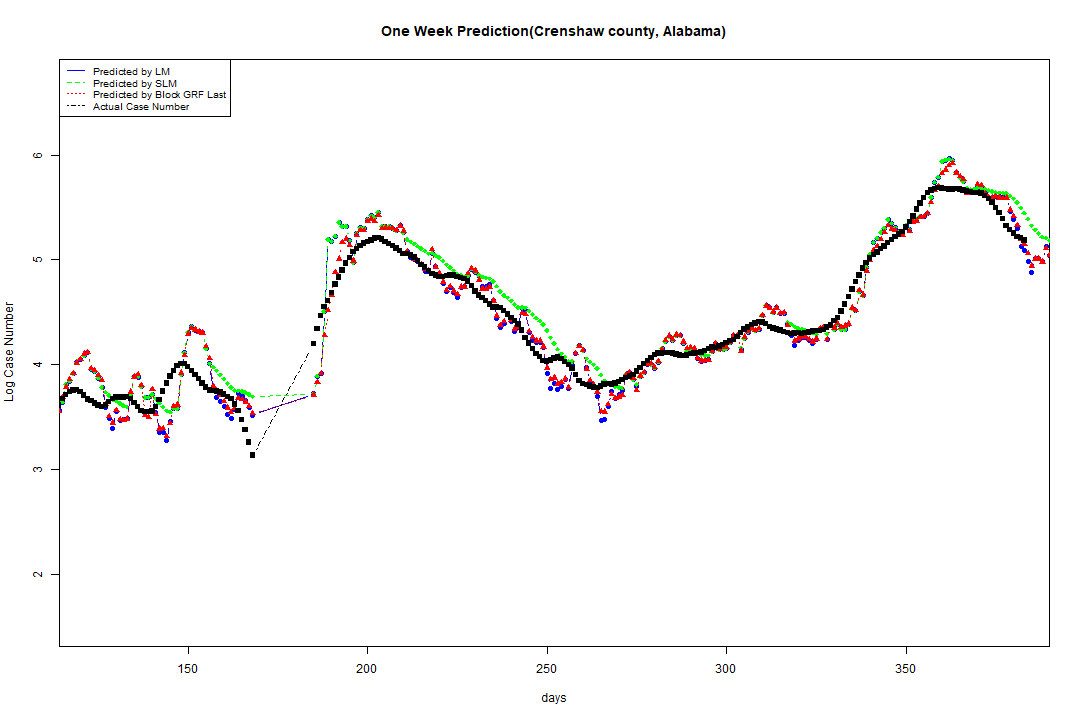 One Week Prediction(Crenshaw county, Alabama)
Predicted by LM
Predicted by SLM
Predicted by Block GRF Last
Actual Case Number
Log Case Number
6
5
4
3
2
150 200 250 300 350
days